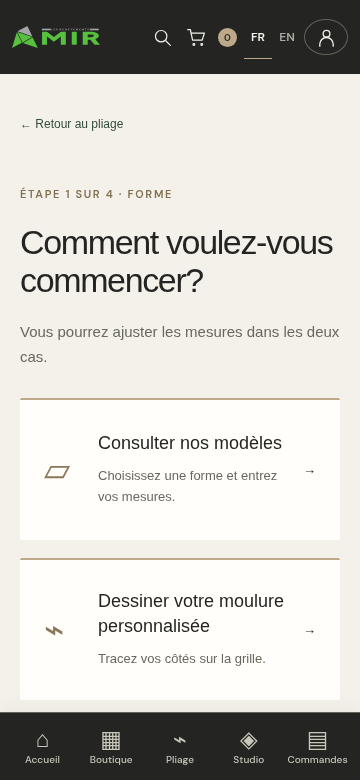 AMIR
0
FR
EN
← Retour au pliage
ÉTAPE 1 SUR 4 · FORME
Comment voulez-vous
commencer?
Vous pourrez ajuster les mesures dans les deux
cas.
Consulter nos modèles
Choisissez une forme et entrez
vos mesures.
→
Dessiner votre moulure
personnalisée
→
Tracez vos côtés sur la grille.
Accueil
Boutique
Pliage
Studio
Commandes